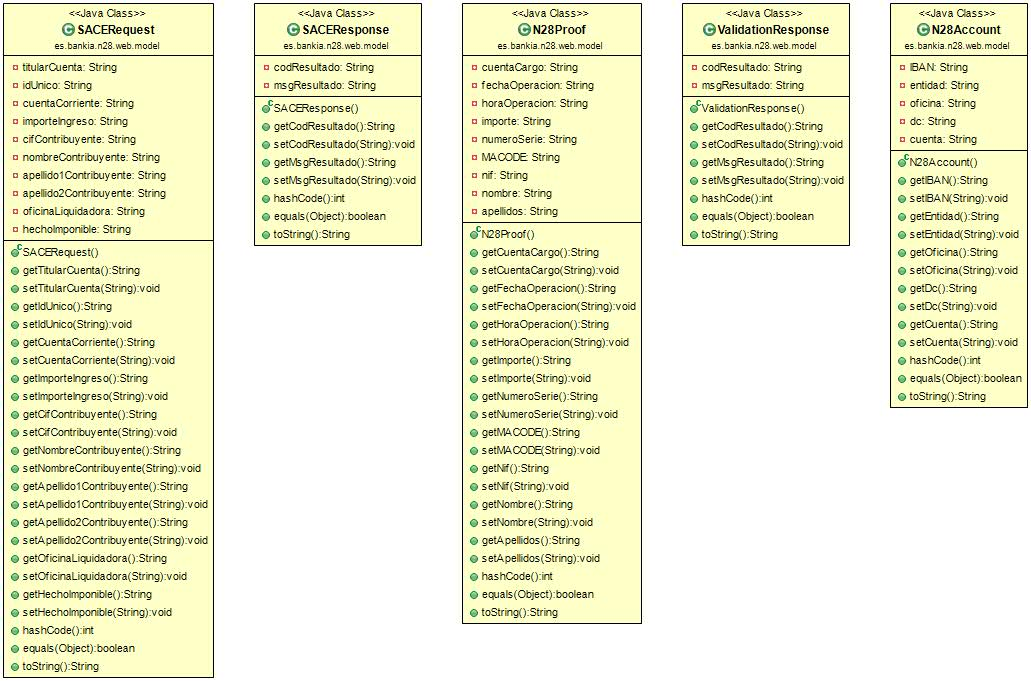 <<Java Class>>
SACERequest
es.bankia.n28.web.model
titularCuenta: String
idUnico: String
cuentaCorriente: String
importeIngreso: String
cifContribuyente: String
nombreContribuyente: String
apellido1Contribuyente: String
apellido2Contribuyente: String
oficinaLiquidadora: String
hechoImponible: String
SACERequest()
getTitularCuenta():String
setTitularCuenta(String):void
getIdUnico():String
setIdUnico(String):void
getCuentaCorriente():String
setCuentaCorriente(String):void
getImporteIngreso():String
setImporteIngreso(String):void
getCifContribuyente():String
setCifContribuyente(String):void
getNombreContribuyente():String
setNombreContribuyente(String):void
getApellido1Contribuyente():String
setApellido1Contribuyente(String):void
getApellido2Contribuyente():String
setApellido2Contribuyente(String):void
getOficinaLiquidadora():String
setOficinaLiquidadora(String):void
getHechoImponible():String
setHechoImponible(String):void
hashCode():int
equals(Object):boolean
toString():String
<<Java Class>>
SACEResponse
es.bankia.n28.web.model
codResultado: String
msgResultado: String
SACEResponse()
getCodResultado():String
setCodResultado(String):void
getMsgResultado():String
setMsgResultado(String):void
hashCode():int
equals(Object):boolean
toString():String
<<Java Class>>
N28Proof
es.bankia.n28.web.model
cuentaCargo: String
fechaOperacion: String
horaOperacion: String
importe: String
numeroSerie: String
MACODE: String
nif: String
nombre: String
apellidos: String
N28Proof()
getCuentaCargo():String
setCuentaCargo(String):void
getFechaOperacion():String
setFechaOperacion(String):void
getHoraOperacion():String
setHoraOperacion(String):void
getImporte():String
setImporte(String):void
getNumeroSerie():String
setNumeroSerie(String):void
getMACODE():String
setMACODE(String):void
getNif():String
setNif(String):void
getNombre():String
setNombre(String):void
getApellidos():String
setApellidos(String):void
hashCode():int
equals(Object):boolean
toString():String
<<Java Class>>
ValidationResponse
es.bankia.n28.web.model
codResultado: String
msgResultado: String
ValidationResponse()
getCodResultado():String
setCodResultado(String):void
getMsgResultado():String
setMsgResultado(String):void
hashCode():int
equals(Object):boolean
toString():String
<<Java Class>>
N28Account
es.bankia.n28.web.model
IBAN: String
entidad: String
oficina: String
dc: String
cuenta: String
N28Account()
getIBAN():String
setIBAN(String):void
getEntidad():String
setEntidad(String):void
getOficina():String
setOficina(String):void
getDc():String
setDc(String):void
getCuenta():String
setCuenta(String):void
hashCode():int
equals(Object):boolean
toString():String